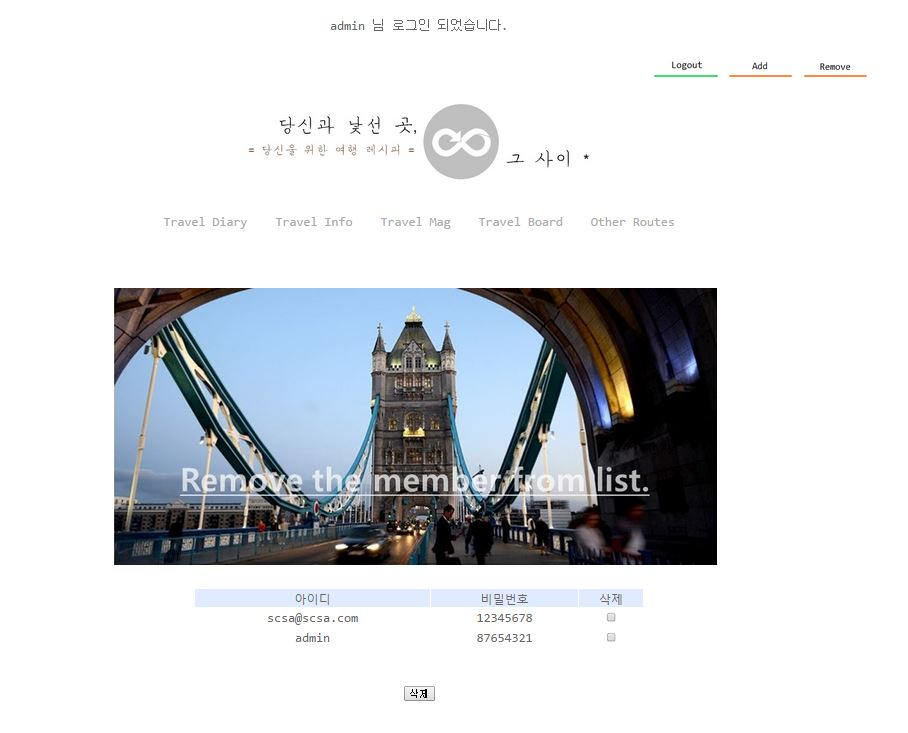 admin 님 로그인 되었습니다.
Logout Add Remove
당신과 낯선 곳,
= 당신을 위한 여행 레시피 =
그 사이 *
Travel Diary Travel Info Travel Mag Travel Board Other Routes
Remove the member from list.
아이디 비밀번호 삭제
scsa@scsa.com 12345678
admin 87654321
삭제